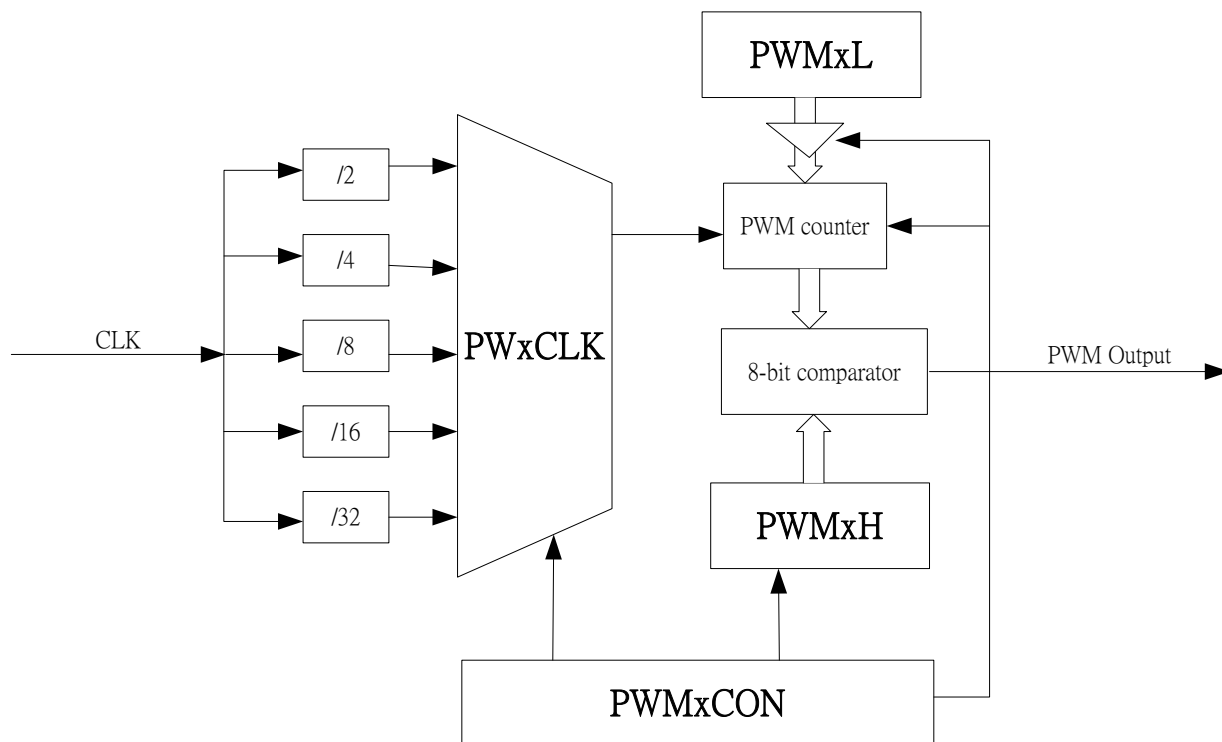 PWMxL
/2
PWM counter
/4
CLK
/8
PWxCLK
8-bit comparator
PWM Output
/16
/32
PWMxH
PWMxCON